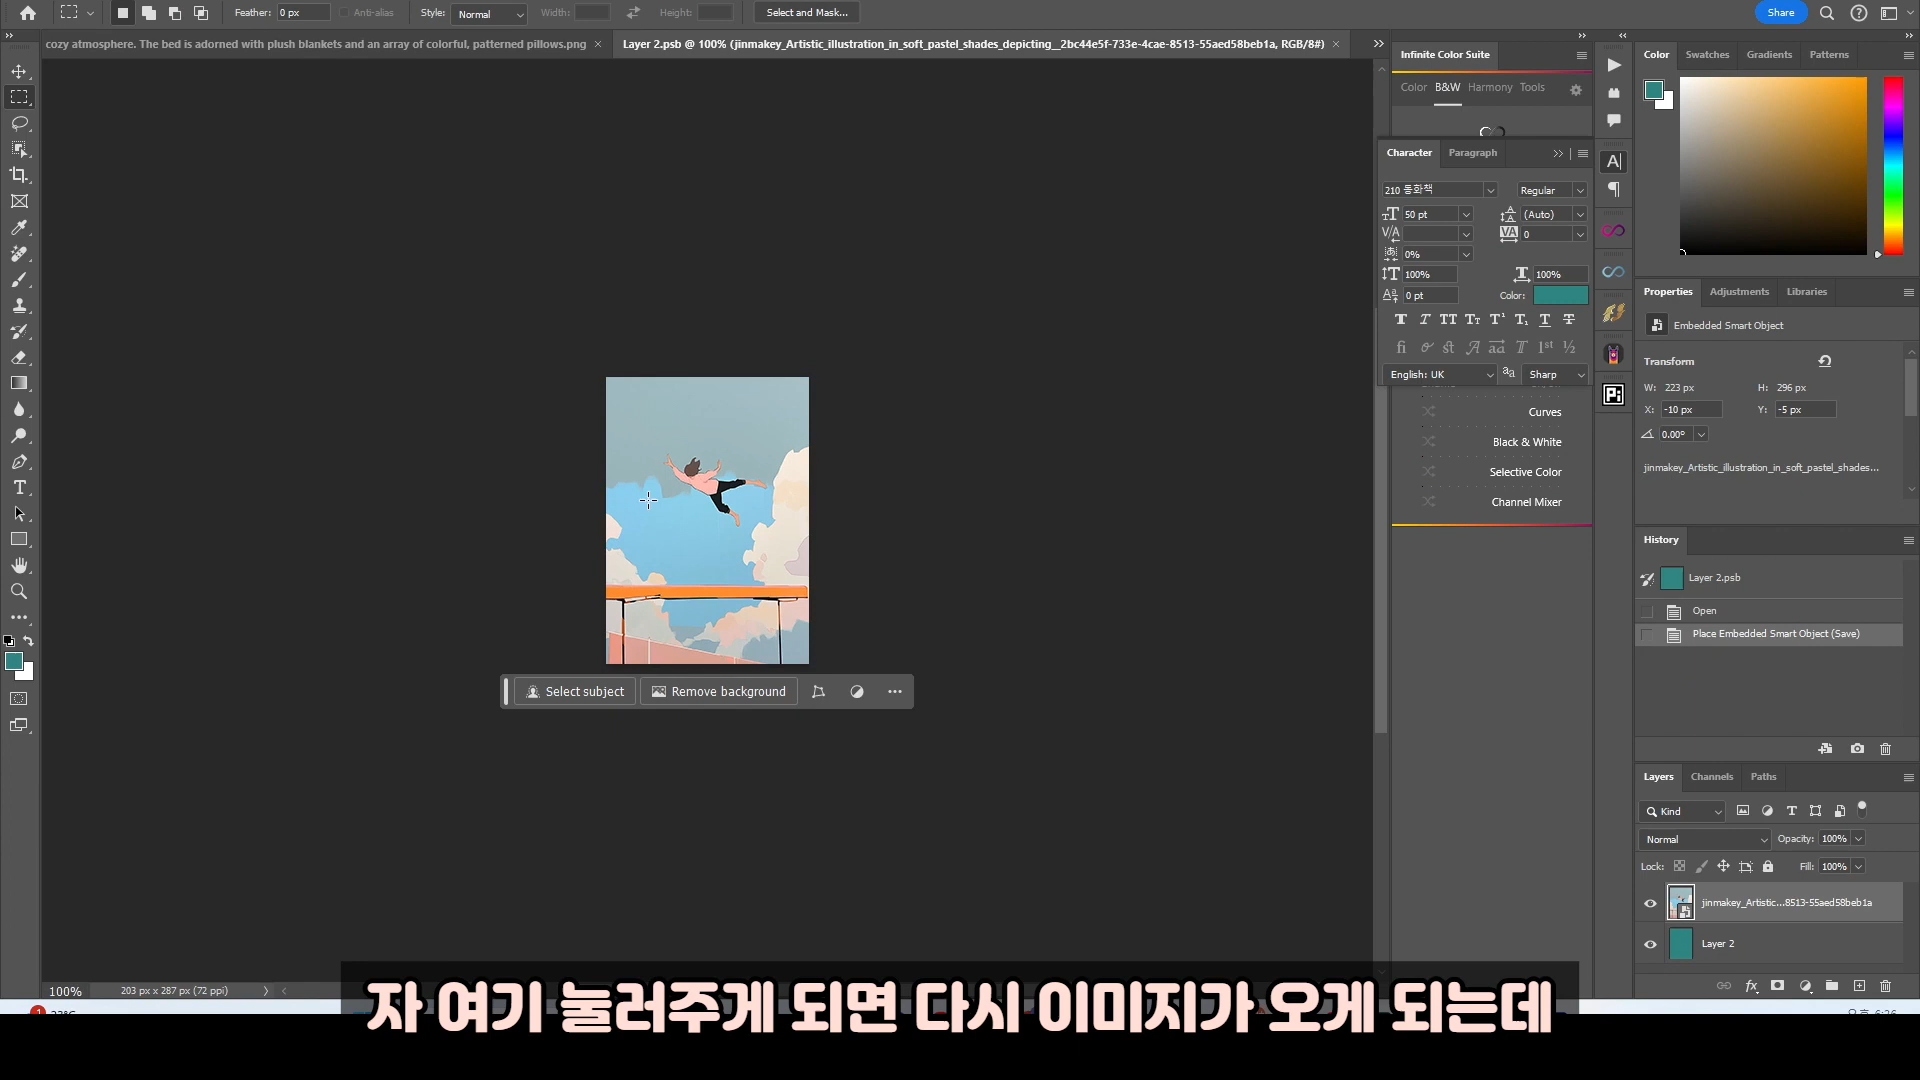 Feather: 0 px Anti-alias Style: Normal Width: Height: Select and Mask... Share
cozy atmosphere. The bed is adorned with plush blankets and an array of colorful, patterned pillows.png
Layer 2.psb @ 100% (jinmakey_Artistic_illustration_in_soft_pastel_shades_depicting__2bc44e5f-733e-4cae-8513-55aed58beb1a, RGB/8#)
Infinite Color Suite
Color B&W Harmony Tools
Character Paragraph
210 동화책 Regular
50 pt (Auto)
0
0%
100% 100%
0 pt Color:
English: UK Sharp
Curves
Black & White
Selective Color
Channel Mixer
Color Swatches Gradients Patterns
Properties Adjustments Libraries
Embedded Smart Object
Transform
W: 223 px H: 296 px
X: -10 px Y: -5 px
0.00°
jinmakey_Artistic_illustration_in_soft_pastel_shades...
History
Layer 2.psb
Open
Place Embedded Smart Object (Save)
Layers Channels Paths
Kind
Normal Opacity: 100%
Lock: Fill: 100%
jinmakey_Artistic...8513-55aed58beb1a
Layer 2
Select subject Remove background
100% 203 px x 287 px (72 ppi)
자 여기 눌러주게 되면 다시 이미지가 오게 되는데